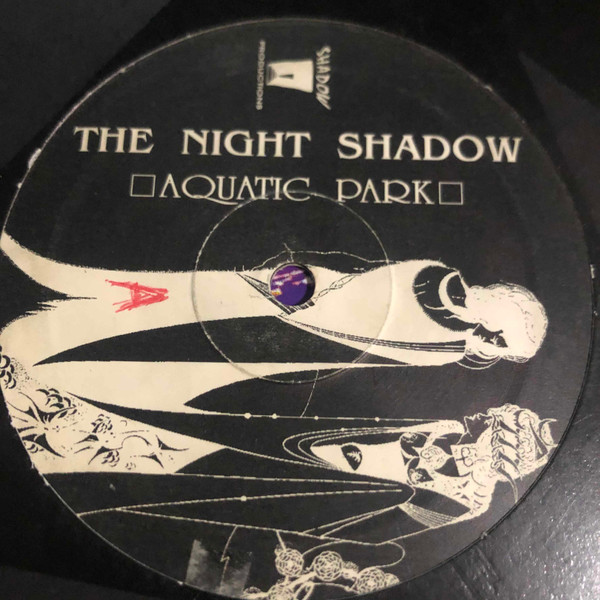 SHADOW
PRODUCTIONS
THE NIGHT SHADOW
□AQUATIC PARK□
A